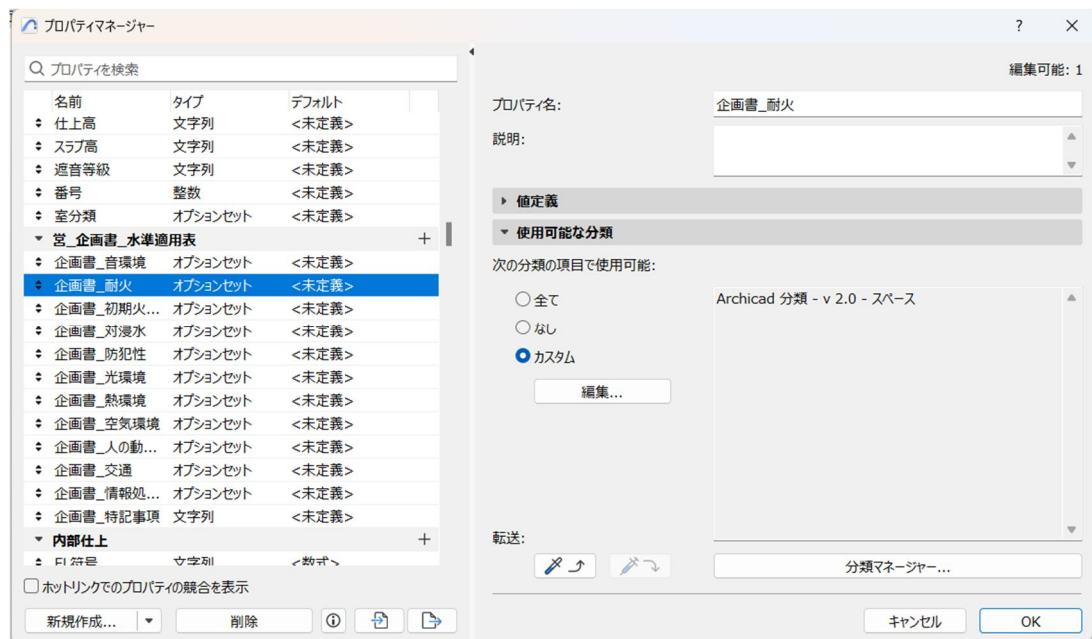 プロパティマネージャー
?
プロパティを検索
名前 タイプ デフォルト
仕上高 文字列 <未定義>
スラブ高 文字列 <未定義>
遮音等級 文字列 <未定義>
番号 整数 <未定義>
室分類 オプションセット <未定義>
営_企画書_水準適用表
企画書_音環境 オプションセット <未定義>
企画書_耐火 オプションセット <未定義>
企画書_初期火... オプションセット <未定義>
企画書_対浸水 オプションセット <未定義>
企画書_防犯性 オプションセット <未定義>
企画書_光環境 オプションセット <未定義>
企画書_熱環境 オプションセット <未定義>
企画書_空気環境 オプションセット <未定義>
企画書_人の動... オプションセット <未定義>
企画書_交通 オプションセット <未定義>
企画書_情報処... オプションセット <未定義>
企画書_特記事項 文字列 <未定義>
内部仕上
FL符号 文字列 <数式>
ホットリンクでのプロパティの競合を表示
新規作成... 削除
編集可能: 1
プロパティ名: 企画書_耐火
説明:
値定義
使用可能な分類
次の分類の項目で使用可能:
全て
なし
カスタム
編集...
Archicad 分類 - v 2.0 - スペース
転送:
分類マネージャー...
キャンセル OK